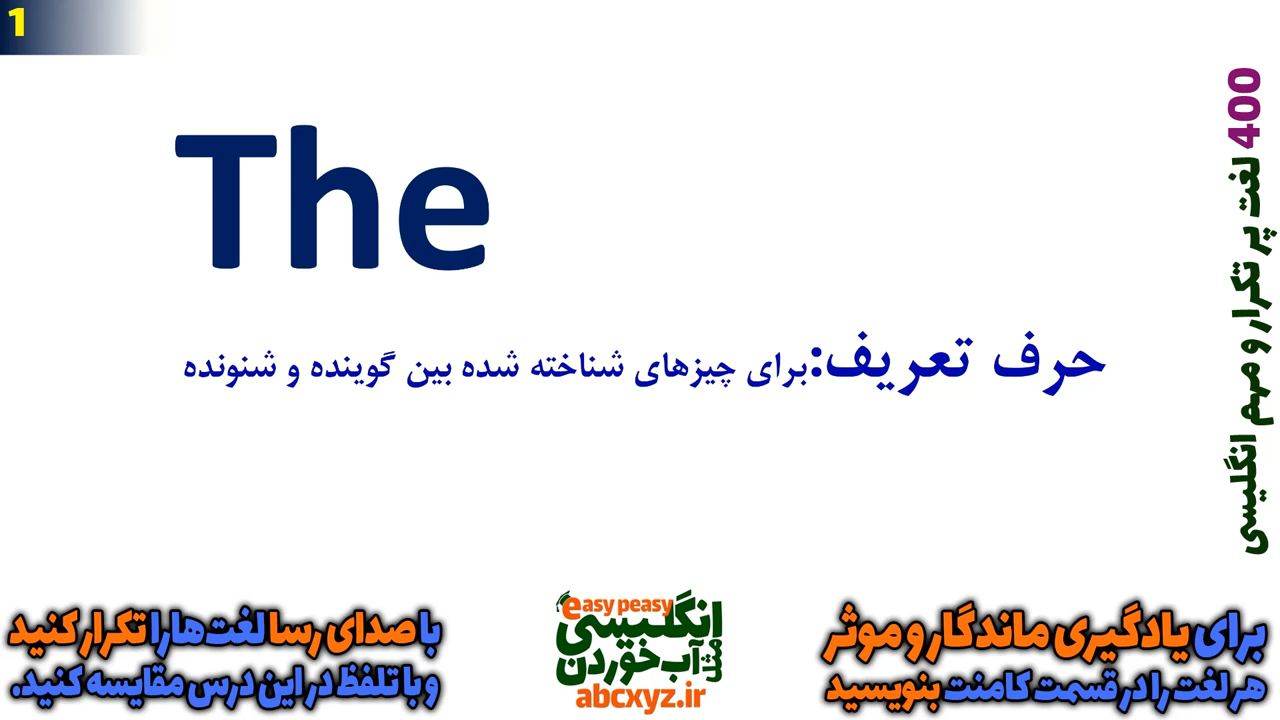 1
The
حرف تعریف:برای چیزهای شناخته شده بین گوینده و شنونده
400 لغت پر تکرار و مهم انگلیسی
برای یادگیری ماندگار و موثر
هر لغت را در قسمت کامنت بنویسید
easy peasy
انگلیسی
مثل آب خوردن
abcxyz.ir
با صدای رسا لغت‌ها را تکرار کنید
و با تلفظ در این درس مقایسه کنید.